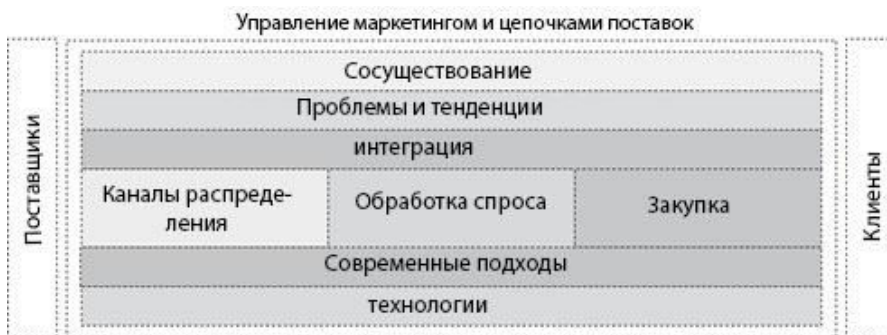 Управление маркетингом и цепочками поставок
Поставщики
Сосуществование
Проблемы и тенденции
интеграция
Каналы распреде-
ления
Обработка спроса
Закупка
Современные подходы
технологии
Клиенты